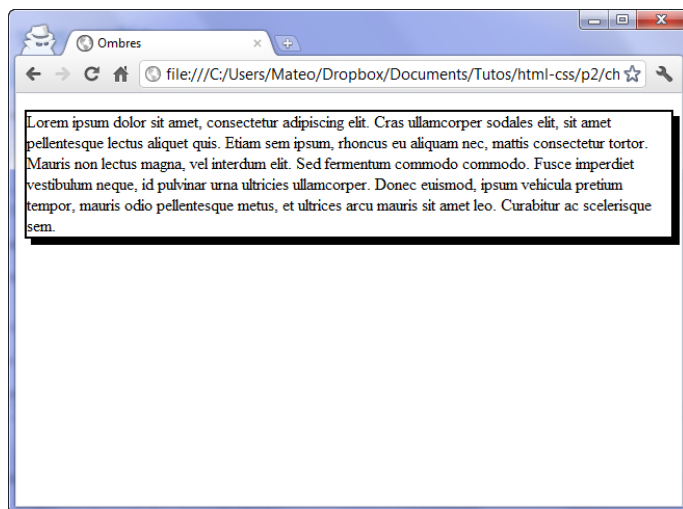 Ombres
file:///C:/Users/Mateo/Dropbox/Documents/Tutos/html-css/p2/ch
Lorem ipsum dolor sit amet, consectetur adipiscing elit. Cras ullamcorper sodales elit, sit amet
pellentesque lectus aliquet quis. Etiam sem ipsum, rhoncus eu aliquam nec, mattis consectetur tortor.
Mauris non lectus magna, vel interdum elit. Sed fermentum commodo commodo. Fusce imperdiet
vestibulum neque, id pulvinar urna ultricies ullamcorper. Donec euismod, ipsum vehicula pretium
tempor, mauris odio pellentesque metus, et ultrices arcu mauris sit amet leo. Curabitur ac scelerisque
sem.